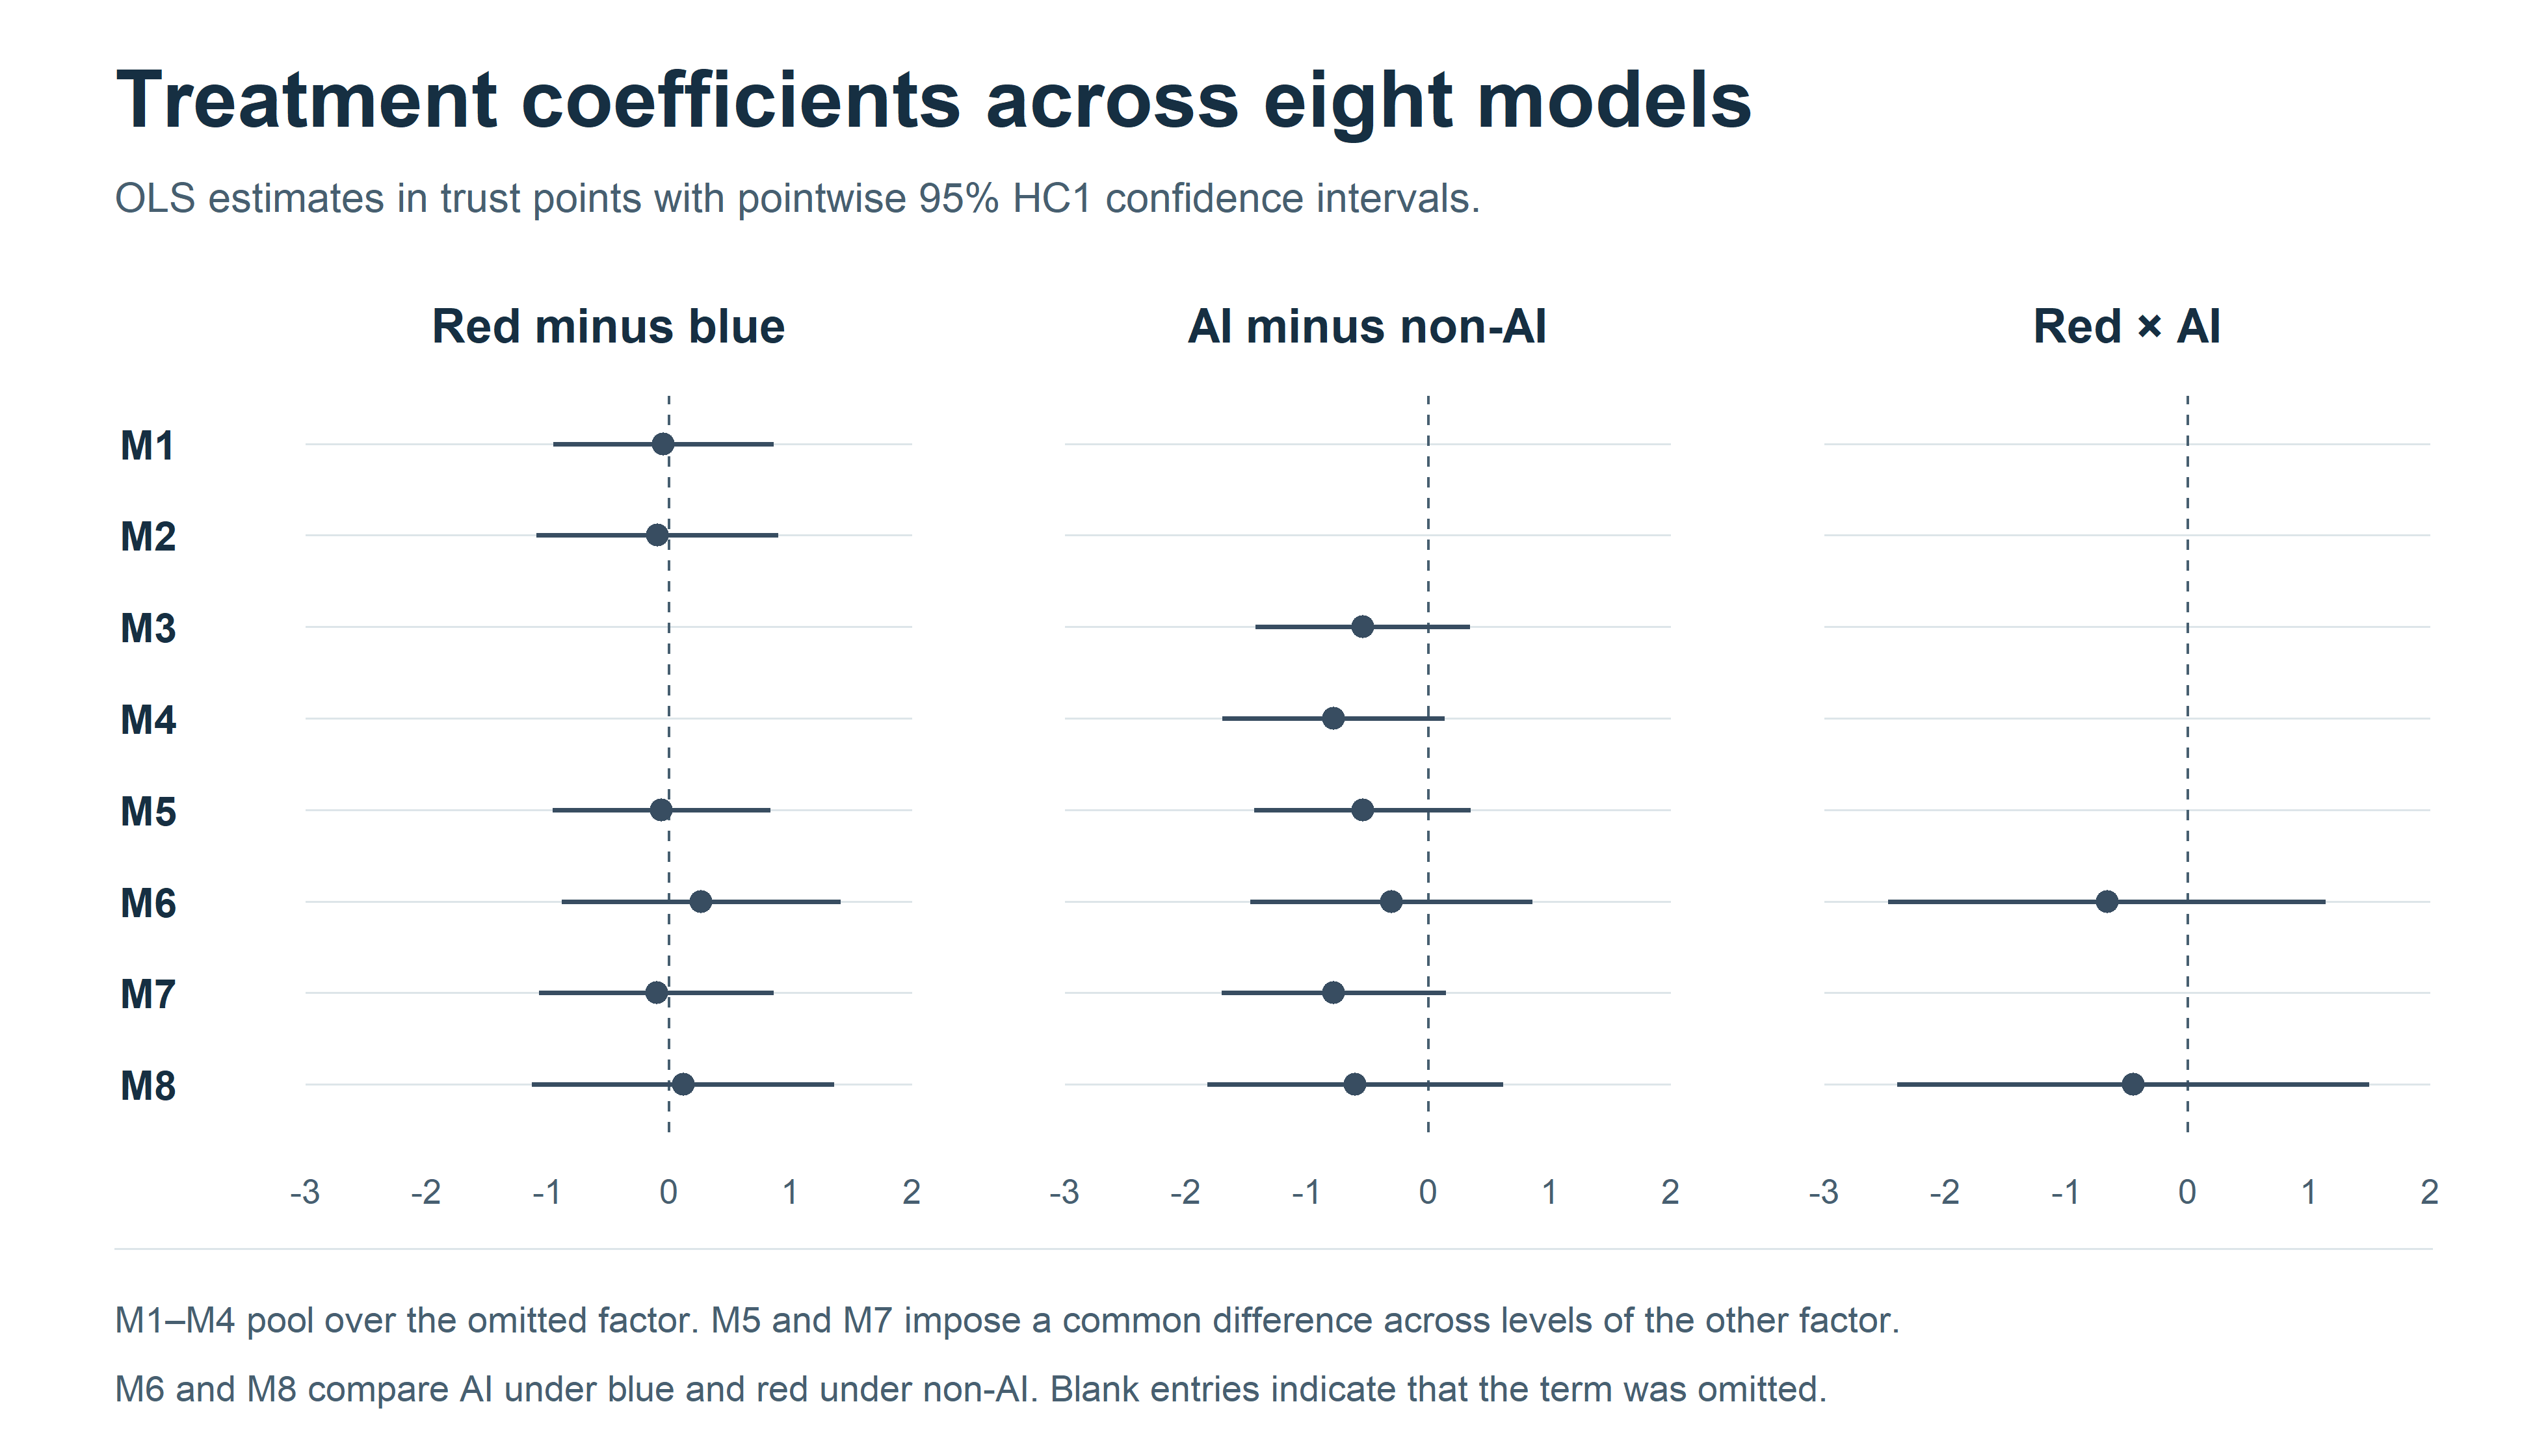 Treatment coefficients across eight models
OLS estimates in trust points with pointwise 95% HC1 confidence intervals.
Red minus blue
AI minus non-AI
Red × AI
M1
M2
M3
M4
M5
M6
M7
M8
-3 -2 -1 0 1 2
-3 -2 -1 0 1 2
-3 -2 -1 0 1 2
M1–M4 pool over the omitted factor. M5 and M7 impose a common difference across levels of the other factor.
M6 and M8 compare AI under blue and red under non-AI. Blank entries indicate that the term was omitted.